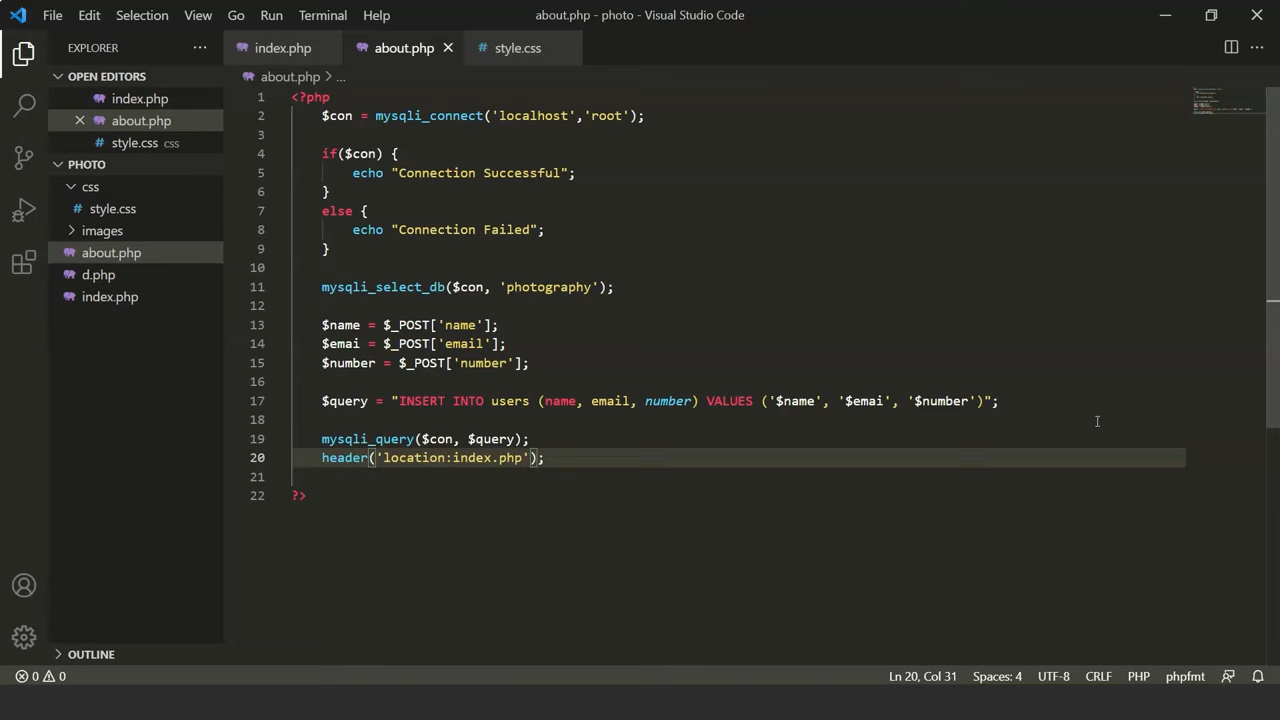 File Edit Selection View Go Run Terminal Help about.php - photo - Visual Studio Code
EXPLORER ...
index.php about.php style.css
OPEN EDITORS
about.php > ...
index.php
about.php
style.css css
PHOTO
css
style.css
images
about.php
d.php
index.php
OUTLINE
1 <?php
2 $con = mysqli_connect('localhost','root');
3
4 if($con) {
5 echo "Connection Successful";
6 }
7 else {
8 echo "Connection Failed";
9 }
10
11 mysqli_select_db($con, 'photography');
12
13 $name = $_POST['name'];
14 $emai = $_POST['email'];
15 $number = $_POST['number'];
16
17 $query = "INSERT INTO users (name, email, number) VALUES ('$name', '$emai', '$number')";
18
19 mysqli_query($con, $query);
20 header('location:index.php');
21
22 ?>
0 0 Ln 20, Col 31 Spaces: 4 UTF-8 CRLF PHP phpfmt